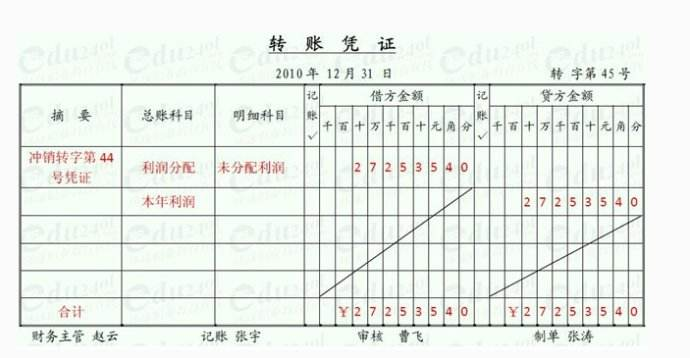 转 账 凭 证
2010 年 12 月 31 日 转 字第 45 号
摘 要 总账科目 明细科目 记账✓ 借方金额 记账✓ 贷方金额
千 百 十 万 千 百 十 元 角 分 千 百 十 万 千 百 十 元 角 分
冲销转字第 44 号凭证 利润分配 未分配利润 2 7 2 5 3 5 4 0
本年利润 2 7 2 5 3 5 4 0
合计 ¥ 2 7 2 5 3 5 4 0 ¥ 2 7 2 5 3 5 4 0
财务主管 赵云 记账 张宇 审核 曹飞 制单 张涛